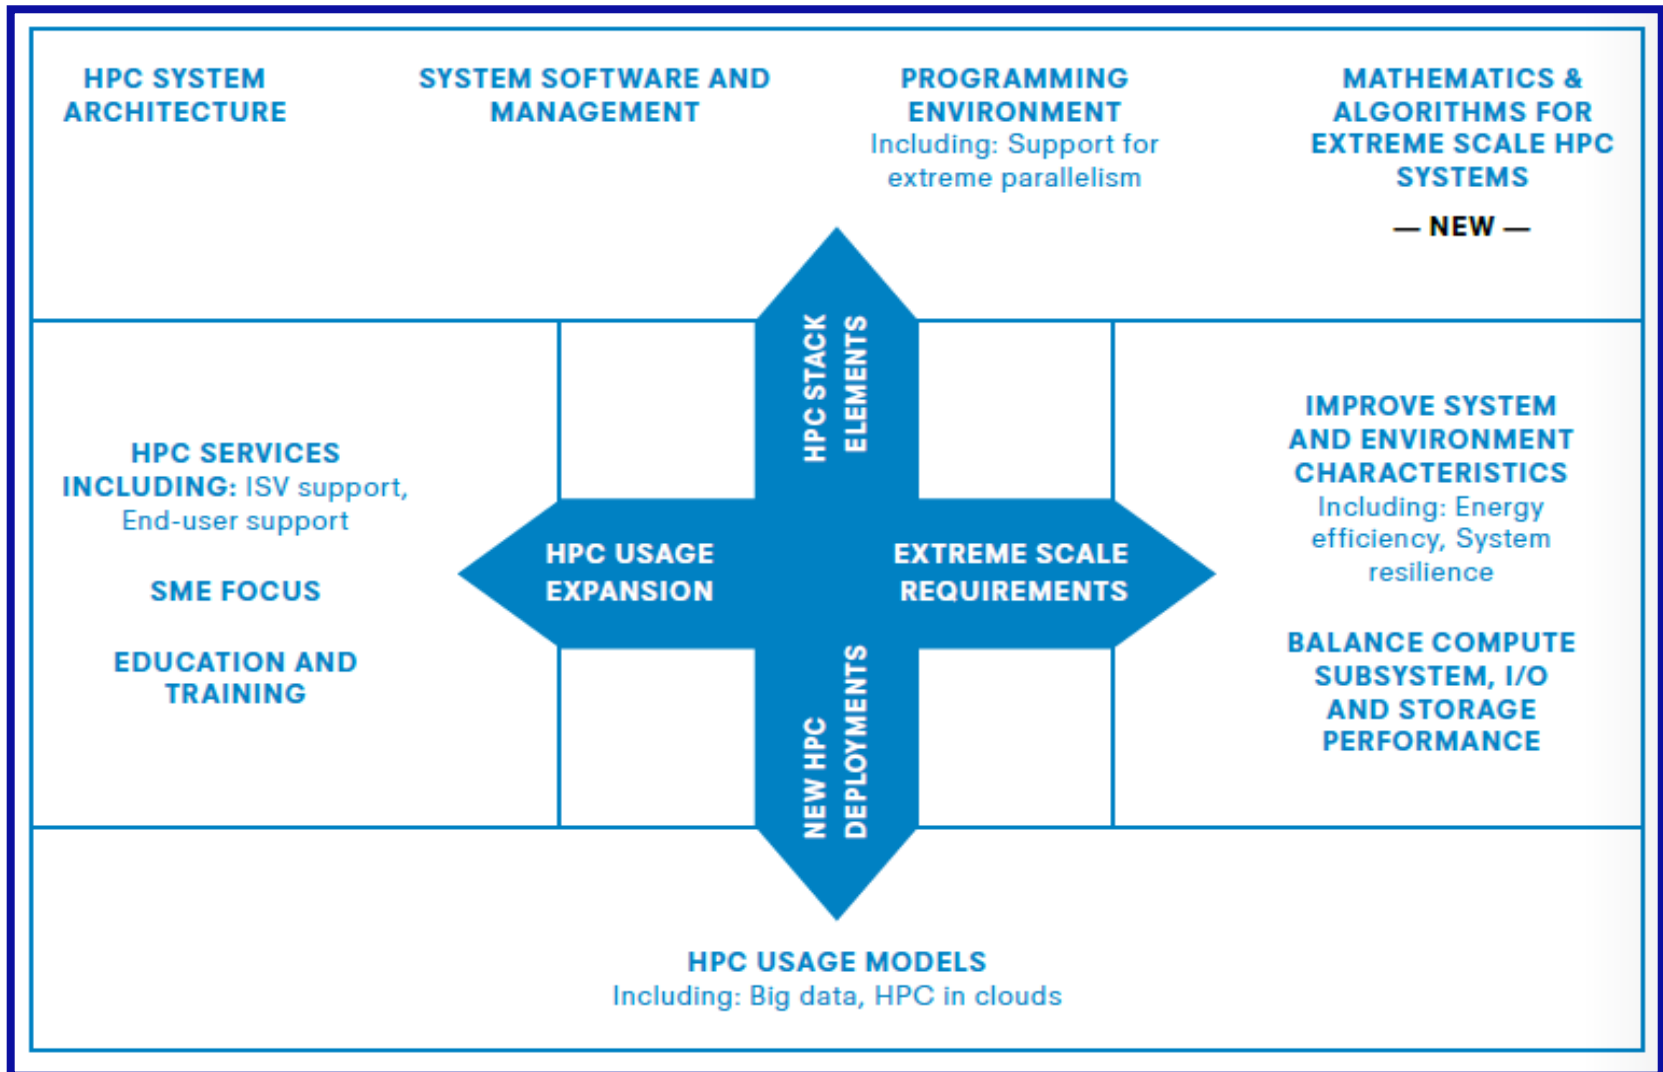 HPC SYSTEM
ARCHITECTURE
SYSTEM SOFTWARE AND
MANAGEMENT
PROGRAMMING
ENVIRONMENT
Including: Support for
extreme parallelism
MATHEMATICS &
ALGORITHMS FOR
EXTREME SCALE HPC
SYSTEMS
— NEW —
HPC STACK
ELEMENTS
HPC SERVICES
INCLUDING: ISV support,
End-user support
SME FOCUS
EDUCATION AND
TRAINING
HPC USAGE
EXPANSION
EXTREME SCALE
REQUIREMENTS
IMPROVE SYSTEM
AND ENVIRONMENT
CHARACTERISTICS
Including: Energy
efficiency, System
resilience
BALANCE COMPUTE
SUBSYSTEM, I/O
AND STORAGE
PERFORMANCE
NEW HPC
DEPLOYMENTS
HPC USAGE MODELS
Including: Big data, HPC in clouds